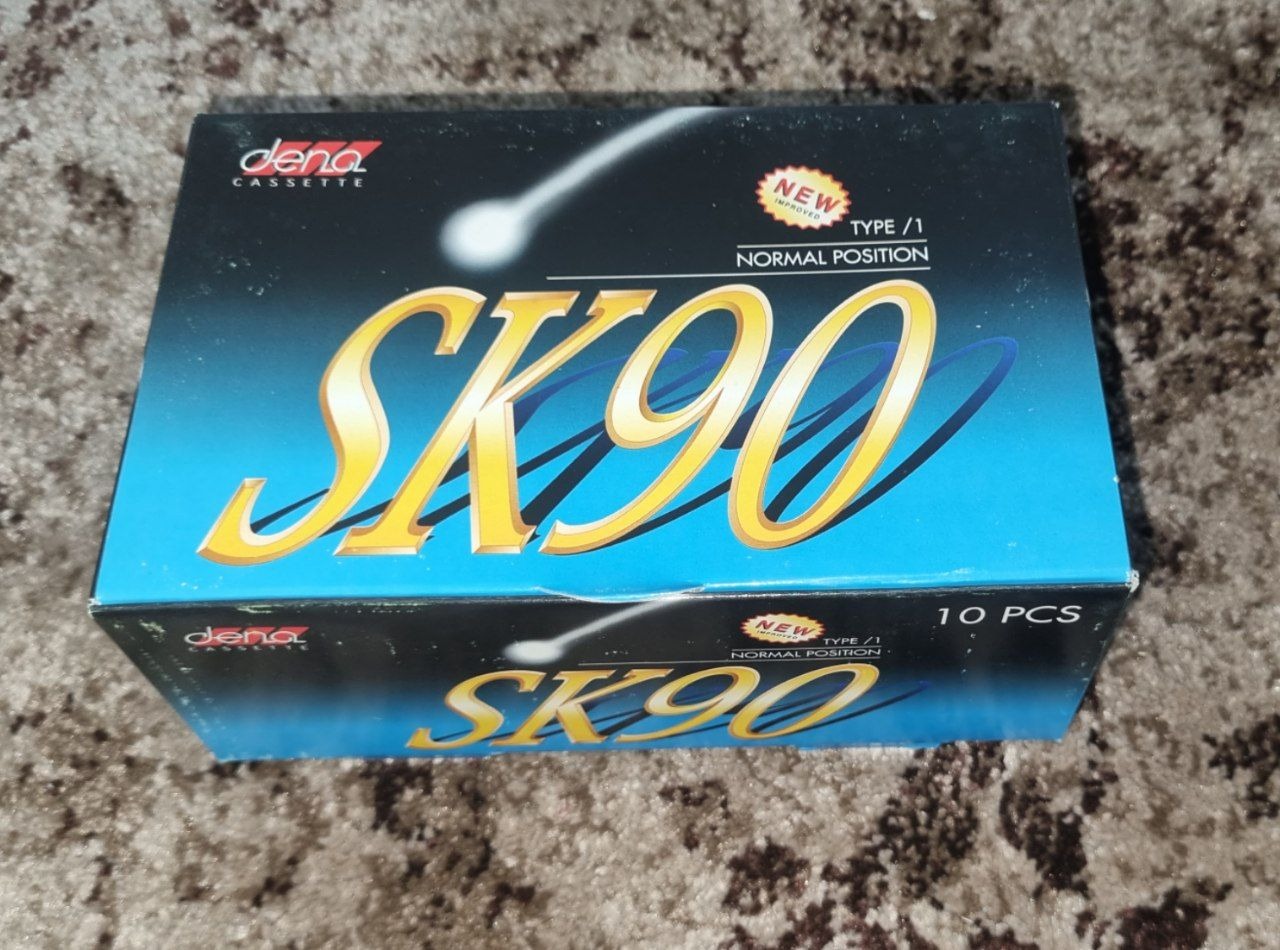 dena
CASSETTE
NEW
IMPROVED
TYPE /1
NORMAL POSITION
SK90
dena
CASSETTE
NEW
IMPROVED
TYPE /1
NORMAL POSITION
10 PCS
SK90